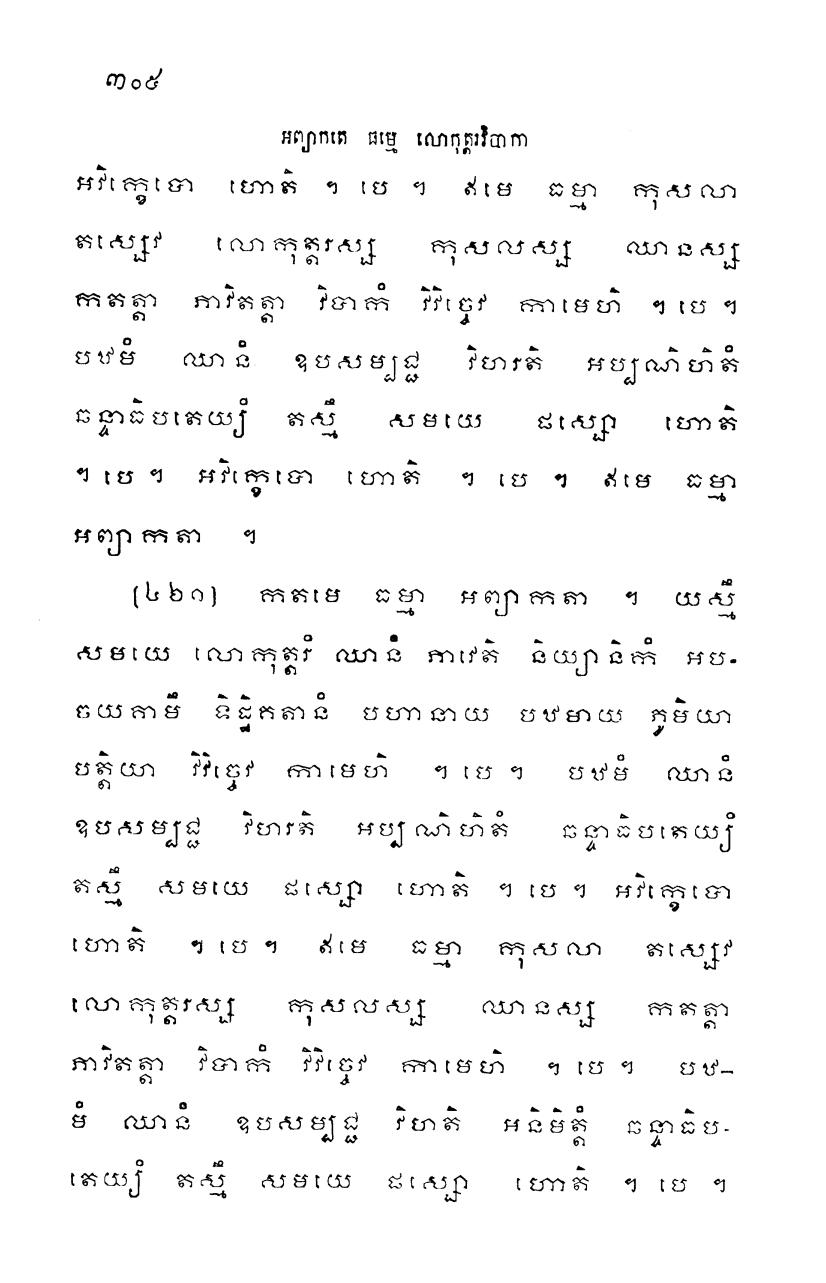 ៣០៥
អព្យាកតេ ធម្មេ លោកុត្តរវិបាកា
អវិក្ខេបោ ហោតិ ។ បេ ។ ឥមេ ធម្មា កុសលា
តស្សេវ លោកុត្តរស្ស កុសលស្ស ឈានស្ស
កតត្តា ភាវិតត្តា វិបាកំ វិវិច្ចេវ កាមេហិ ។ បេ ។
បឋមំ ឈានំ ឧបសម្បជ្ជ វិហរតិ អប្បណិហិតំ
ឆន្ទាធិបតេយ្យំ តស្មឹ សមយេ ផស្សោ ហោតិ
។ បេ ។ អវិក្ខេបោ ហោតិ ។ បេ ។ ឥមេ ធម្មា
អព្យាកតា ។
[៤២០] កតមេ ធម្មា អព្យាកតា ។ យស្មឹ
សមយេ លោកុត្តរំ ឈានំ ភាវេតិ និយ្យានិកំ អប-
ចយគាមឹ ទិដ្ឋិគតានំ បហានាយ បឋមាយ ភូមិយា
បត្តិយា វិវិច្ចេវ កាមេហិ ។ បេ ។ បឋមំ ឈានំ
ឧបសម្បជ្ជ វិហរតិ អប្បណិហិតំ ឆន្ទាធិបតេយ្យំ
តស្មឹ សមយេ ផស្សោ ហោតិ ។ បេ ។ អវិក្ខេបោ
ហោតិ ។ បេ ។ ឥមេ ធម្មា កុសលា តស្សេវ
លោកុត្តរស្ស កុសលស្ស ឈានស្ស កតត្តា
ភាវិតត្តា វិបាកំ វិវិច្ចេវ កាមេហិ ។ បេ ។ បឋ-
មំ ឈានំ ឧបសម្បជ្ជ វិហតិ អនិមិត្តំ ឆន្ទាធិប-
តេយ្យំ តស្មឹ សមយេ ផស្សោ ហោតិ ។ បេ ។